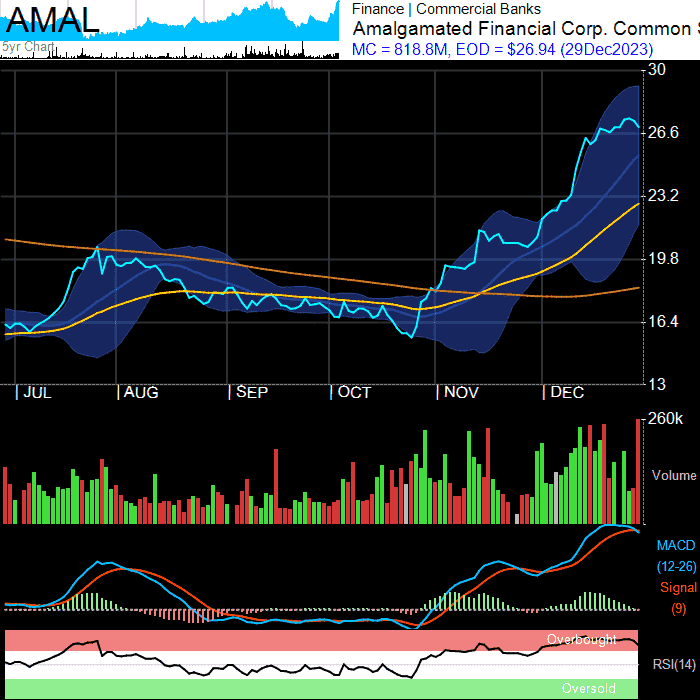 AMAL
5yr Chart
Finance | Commercial Banks
Amalgamated Financial Corp. Common S
MC = 818.8M, EOD = $26.94 (29Dec2023)
30
26.6
23.2
19.8
16.4
13
| JUL | AUG | SEP | OCT | NOV | DEC
260k
Volume
MACD
(12-26)
Signal
(9)
Overbought
RSI(14)
Oversold